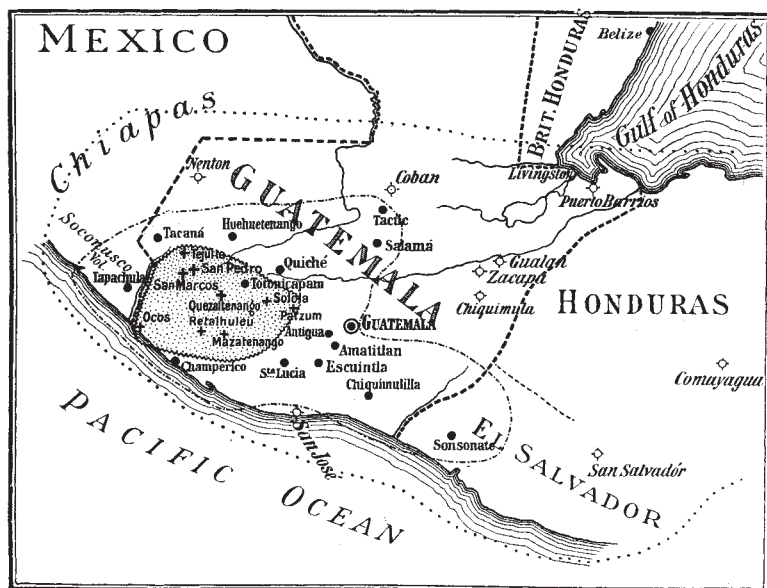 MEXICO
Belize
BRIT. HONDURAS
Gulf of Honduras
Chiapas
Nenton
GUATEMALA
Coban
Livingston
Puerto Barrios
Soconusco
Vol.
Tacaná
Huehuetenango
Tactic
Salamá
Tejutla
San Pedro
Quiché
Gualan
Zacapa
Tapachula
San Marcos
Totonicapam
Chiquimula
HONDURAS
Quezaltenango
Solola
Ocos
Retalhuleu
Patzum
GUATEMALA
Mazatenango
Antigua
Amatitlan
Champerico
Sta Lucia
Escuintla
Comayagua
Chiquimulilla
San José
Sonsonate
EL SALVADOR
San Salvadór
PACIFIC OCEAN